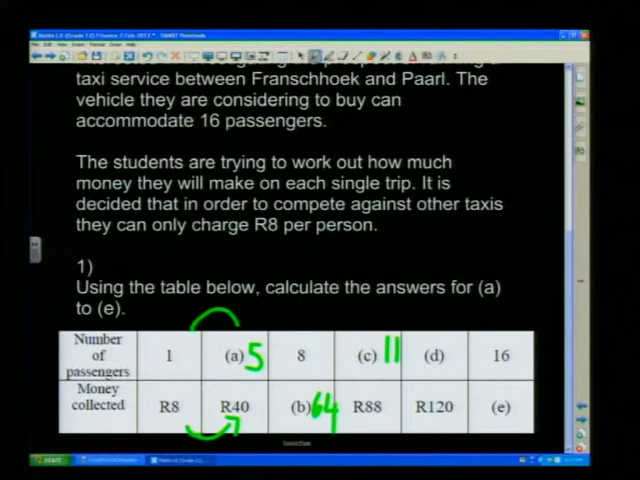 taxi service between Franschhoek and Paarl. The
vehicle they are considering to buy can
accommodate 16 passengers.
The students are trying to work out how much
money they will make on each single trip. It is
decided that in order to compete against other taxis
they can only charge R8 per person.
1)
Using the table below, calculate the answers for (a)
to (e).
Number of passengers 1 (a) 5 8 (c) 11 (d) 16
Money collected R8 R40 (b) 64 R88 R120 (e)